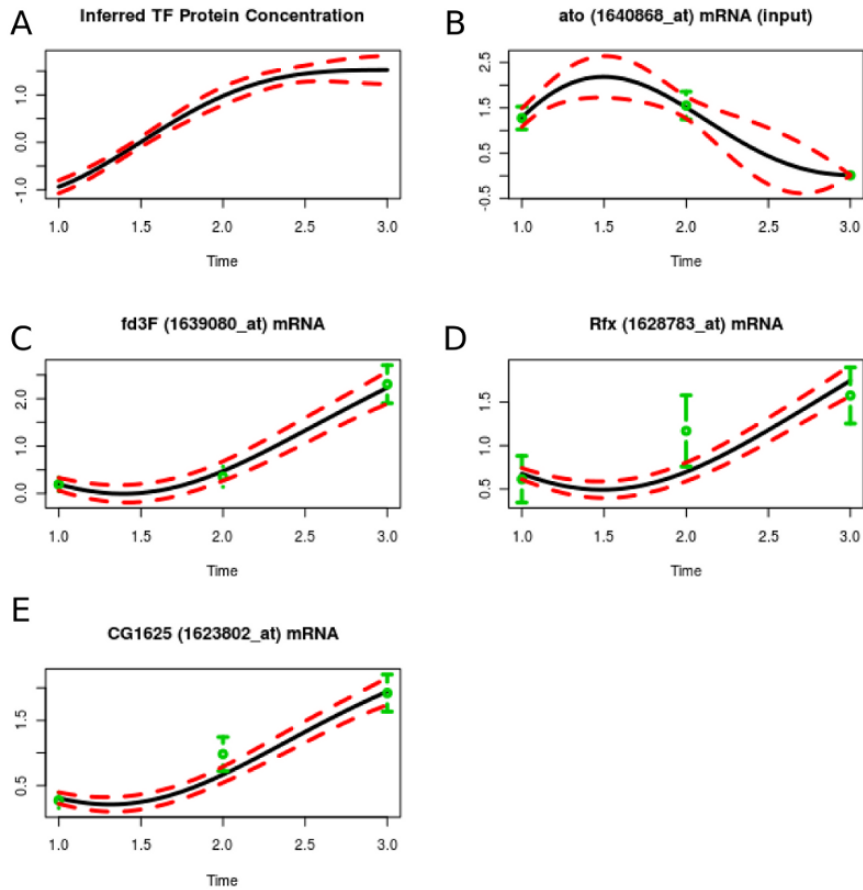 A
Inferred TF Protein Concentration
1.0
0.0
-1.0
1.0 1.5 2.0 2.5 3.0
Time
B
ato (1640868_at) mRNA (input)
2.5
1.5
0.5
-0.5
1.0 1.5 2.0 2.5 3.0
Time
C
fd3F (1639080_at) mRNA
2.0
1.0
0.0
1.0 1.5 2.0 2.5 3.0
Time
D
Rfx (1628783_at) mRNA
1.5
1.0
0.5
1.0 1.5 2.0 2.5 3.0
Time
E
CG1625 (1623802_at) mRNA
1.5
0.5
1.0 1.5 2.0 2.5 3.0
Time